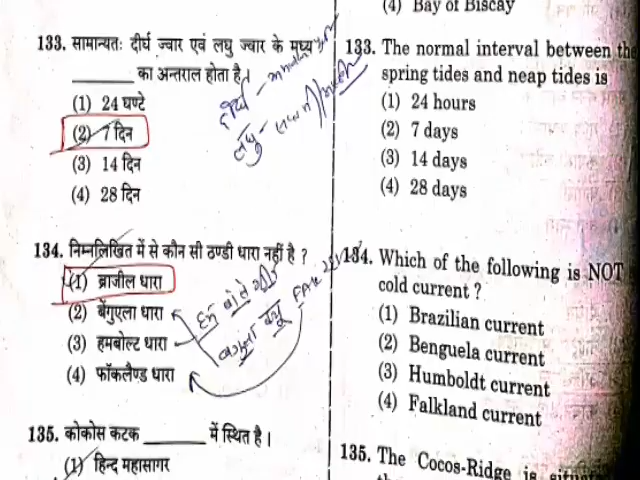 133. सामान्यतः दीर्घ ज्वार एवं लघु ज्वार के मध्य
_______ का अन्तराल होता है।
(1) 24 घण्टे
(2) 7 दिन
(3) 14 दिन
(4) 28 दिन
दीर्घ -
लघु -
134. निम्नलिखित में से कौन सी ठण्डी धारा नहीं है ?
(1) ब्राजील धारा
(2) बेंगुएला धारा
(3) हमबोल्ट धारा
(4) फॉकलैण्ड धारा
135. कोकोस कटक _______ में स्थित है।
(1) हिन्द महासागर
(4) Bay of Biscay
133. The normal interval between the
spring tides and neap tides is
(1) 24 hours
(2) 7 days
(3) 14 days
(4) 28 days
134. Which of the following is NOT
cold current ?
(1) Brazilian current
(2) Benguela current
(3) Humboldt current
(4) Falkland current
135. The Cocos-Ridge is